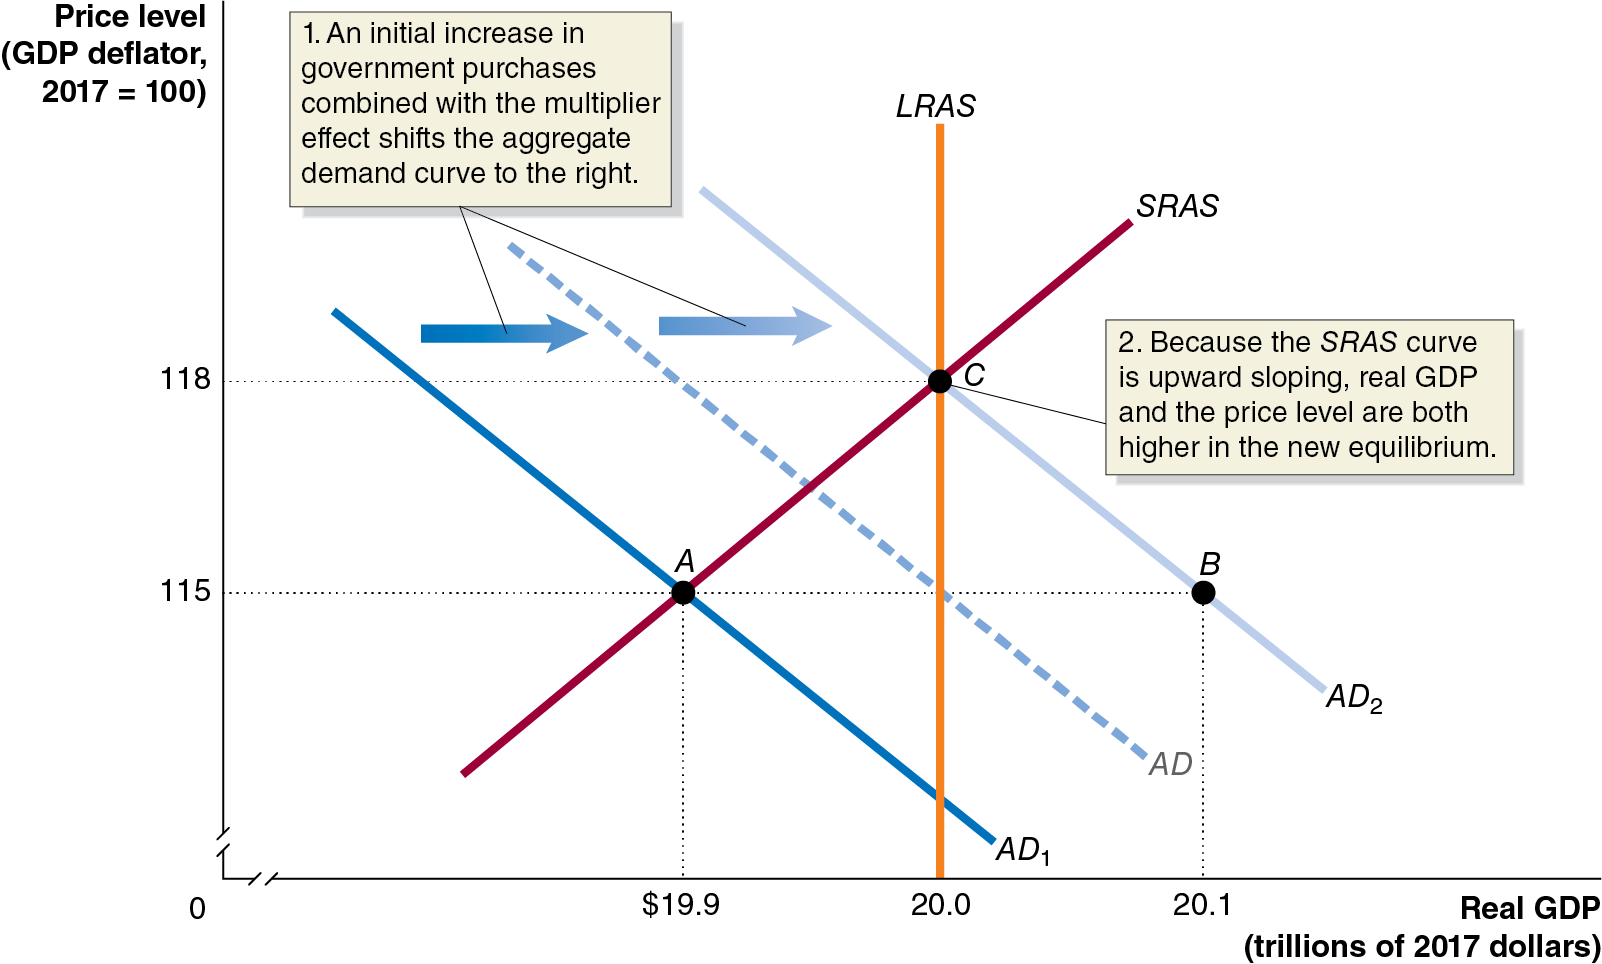 Price level
(GDP deflator,
2017 = 100)
1. An initial increase in
government purchases
combined with the multiplier
effect shifts the aggregate
demand curve to the right.
LRAS
SRAS
2. Because the SRAS curve
is upward sloping, real GDP
and the price level are both
higher in the new equilibrium.
118
C
A
B
115
AD₂
AD
AD₁
0
$19.9
20.0
20.1
Real GDP
(trillions of 2017 dollars)